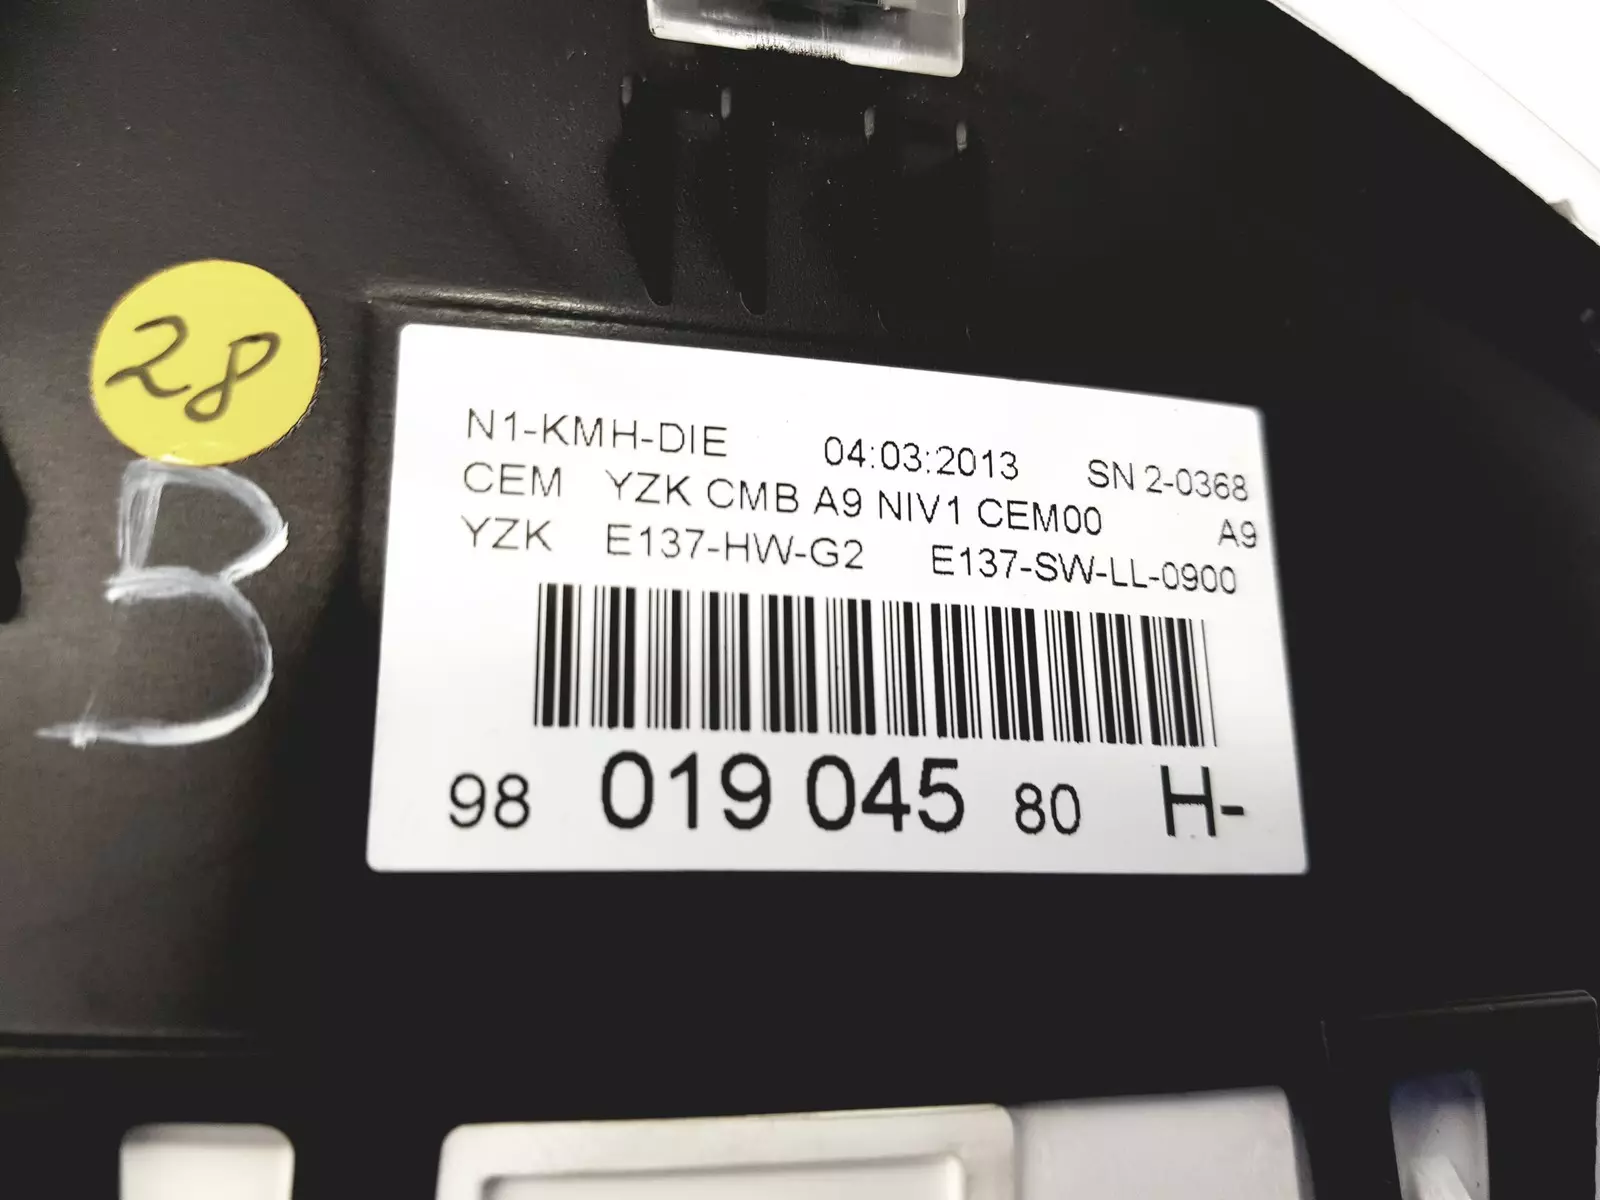 28
B
N1-KMH-DIE 04:03:2013 SN 2-0368
CEM YZK CMB A9 NIV1 CEM00 A9
YZK E137-HW-G2 E137-SW-LL-0900
98 019 045 80 H-